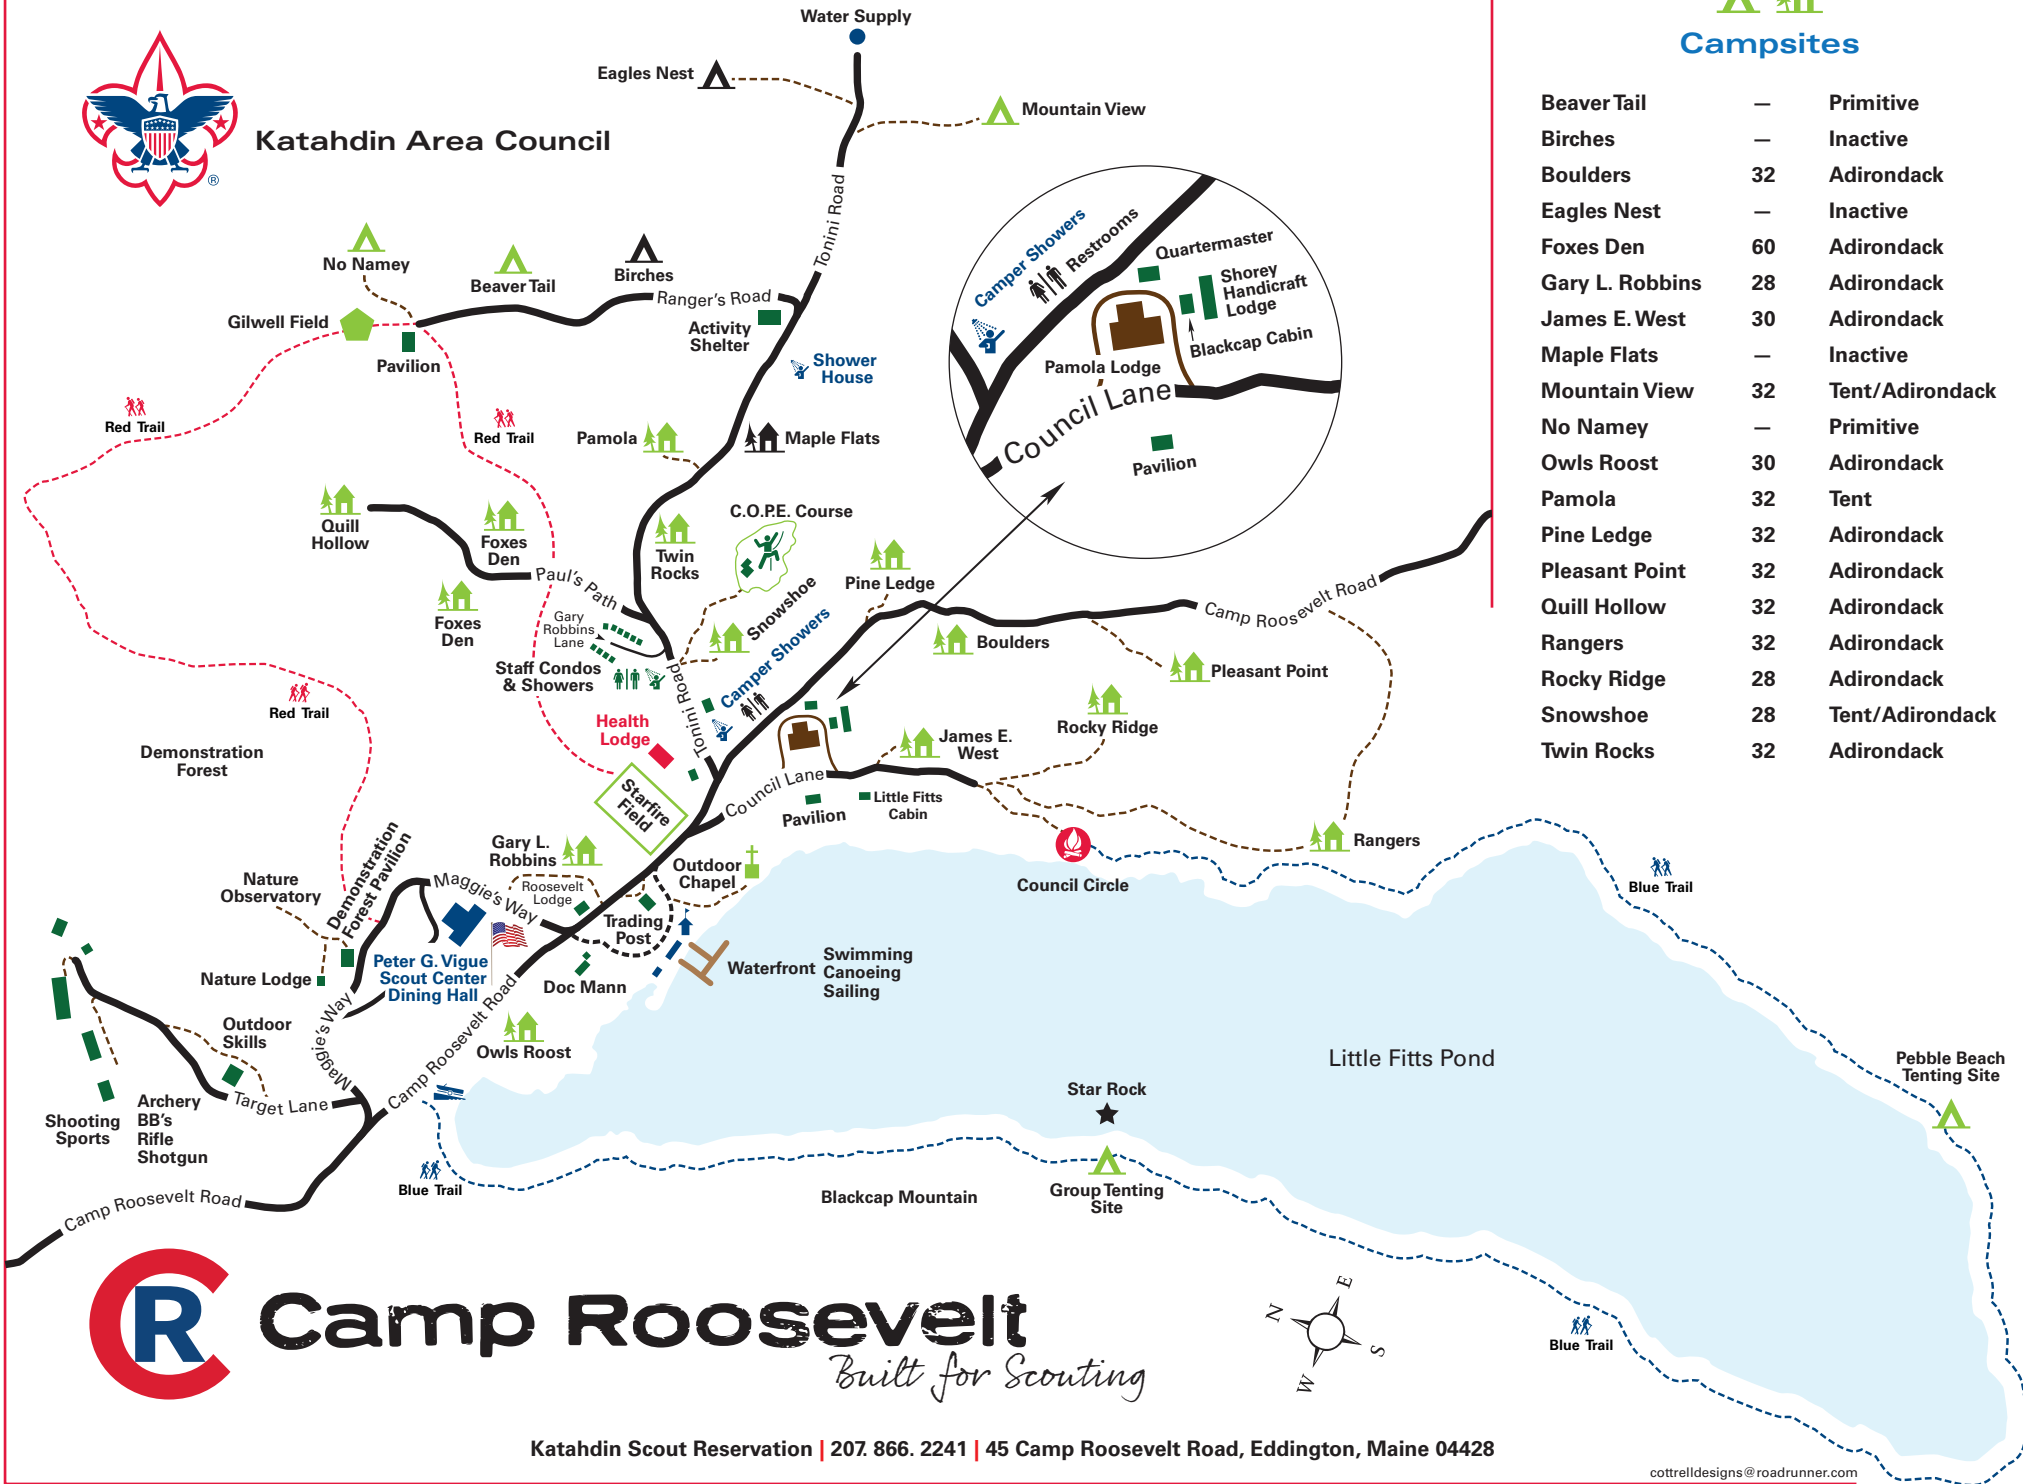 Water Supply
Eagles Nest
Mountain View
Katahdin Area Council
®
Tonini Road
No Namey
Beaver Tail
Birches
Ranger's Road
Gilwell Field
Pavilion
Activity
Shelter
Shower
House
Red Trail
Red Trail
Pamola
Maple Flats
Quill
Hollow
Foxes
Den
Foxes
Den
Paul's Path
Twin
Rocks
C.O.P.E. Course
Pine Ledge
Snowshoe
Camper Showers
Gary
Robbins
Lane
Staff Condos
& Showers
Tonini Road
Health
Lodge
Red Trail
Demonstration
Forest
Starfire
Field
Camper Showers
Restrooms
Quartermaster
Shorey
Handicraft
Lodge
Blackcap Cabin
Pamola Lodge
Council Lane
Pavilion
Camp Roosevelt Road
Boulders
Pleasant Point
Rocky Ridge
James E.
West
Council Lane
Pavilion
Little Fitts
Cabin
Rangers
Council Circle
Blue Trail
Gary L.
Robbins
Roosevelt
Lodge
Outdoor
Chapel
Trading
Post
Maggie's Way
Demonstration
Forest Pavilion
Nature
Observatory
Nature Lodge
Peter G. Vigue
Scout Center
Dining Hall
Doc Mann
Waterfront
Swimming
Canoeing
Sailing
Owls Roost
Camp Roosevelt Road
Maggie's Way
Outdoor
Skills
Target Lane
Shooting
Sports
Archery
BB's
Rifle
Shotgun
Camp Roosevelt Road
Blue Trail
Little Fitts Pond
Star Rock
Group Tenting
Site
Blackcap Mountain
Pebble Beach
Tenting Site
Blue Trail
N
E
S
W
CR
Camp Roosevelt
Built for Scouting
Katahdin Scout Reservation | 207. 866. 2241 | 45 Camp Roosevelt Road, Eddington, Maine 04428
cottrelldesigns@roadrunner.com
Campsites
Beaver Tail — Primitive
Birches — Inactive
Boulders 32 Adirondack
Eagles Nest — Inactive
Foxes Den 60 Adirondack
Gary L. Robbins 28 Adirondack
James E. West 30 Adirondack
Maple Flats — Inactive
Mountain View 32 Tent/Adirondack
No Namey — Primitive
Owls Roost 30 Adirondack
Pamola 32 Tent
Pine Ledge 32 Adirondack
Pleasant Point 32 Adirondack
Quill Hollow 32 Adirondack
Rangers 32 Adirondack
Rocky Ridge 28 Adirondack
Snowshoe 28 Tent/Adirondack
Twin Rocks 32 Adirondack